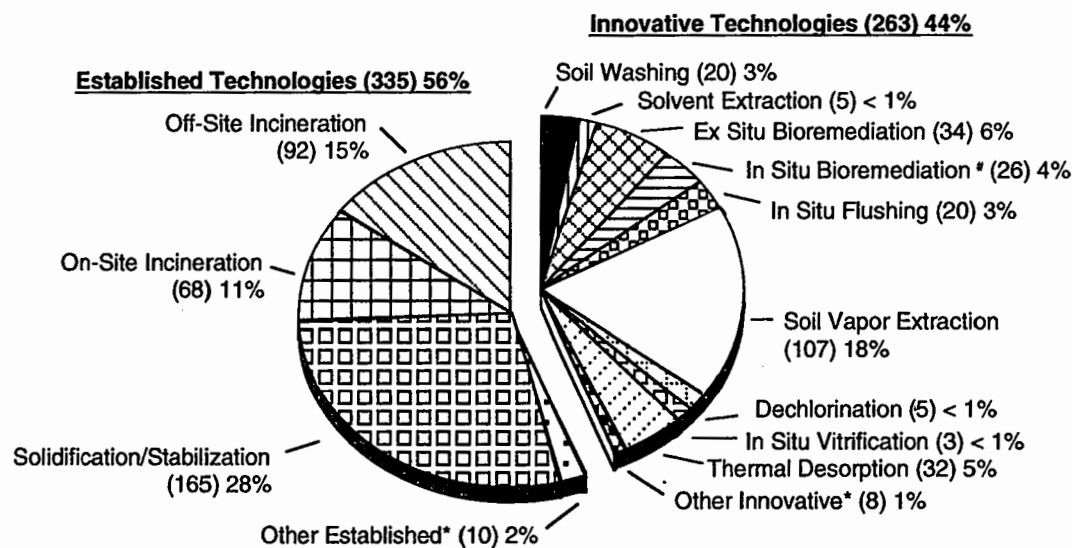 Innovative Technologies (263) 44%
Established Technologies (335) 56%
Soil Washing (20) 3%
Solvent Extraction (5) < 1%
Ex Situ Bioremediation (34) 6%
In Situ Bioremediation # (26) 4%
In Situ Flushing (20) 3%
Soil Vapor Extraction
(107) 18%
Dechlorination (5) < 1%
In Situ Vitrification (3) < 1%
Thermal Desorption (32) 5%
Other Innovative* (8) 1%
Other Established* (10) 2%
Solidification/Stabilization
(165) 28%
On-Site Incineration
(68) 11%
Off-Site Incineration
(92) 15%